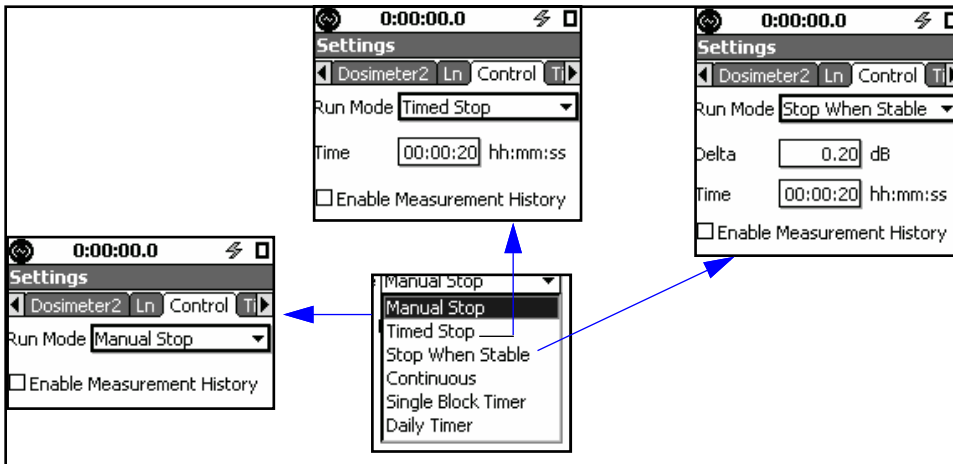 0:00:00.0
Settings
Dosimeter2 Ln Control Ti
Run Mode Timed Stop
Time 00:00:20 hh:mm:ss
Enable Measurement History
0:00:00.0
Settings
Dosimeter2 Ln Control Ti
Run Mode Stop When Stable
Delta 0.20 dB
Time 00:00:20 hh:mm:ss
Enable Measurement History
0:00:00.0
Settings
Dosimeter2 Ln Control Ti
Run Mode Manual Stop
Enable Measurement History
Manual Stop
Manual Stop
Timed Stop
Stop When Stable
Continuous
Single Block Timer
Daily Timer